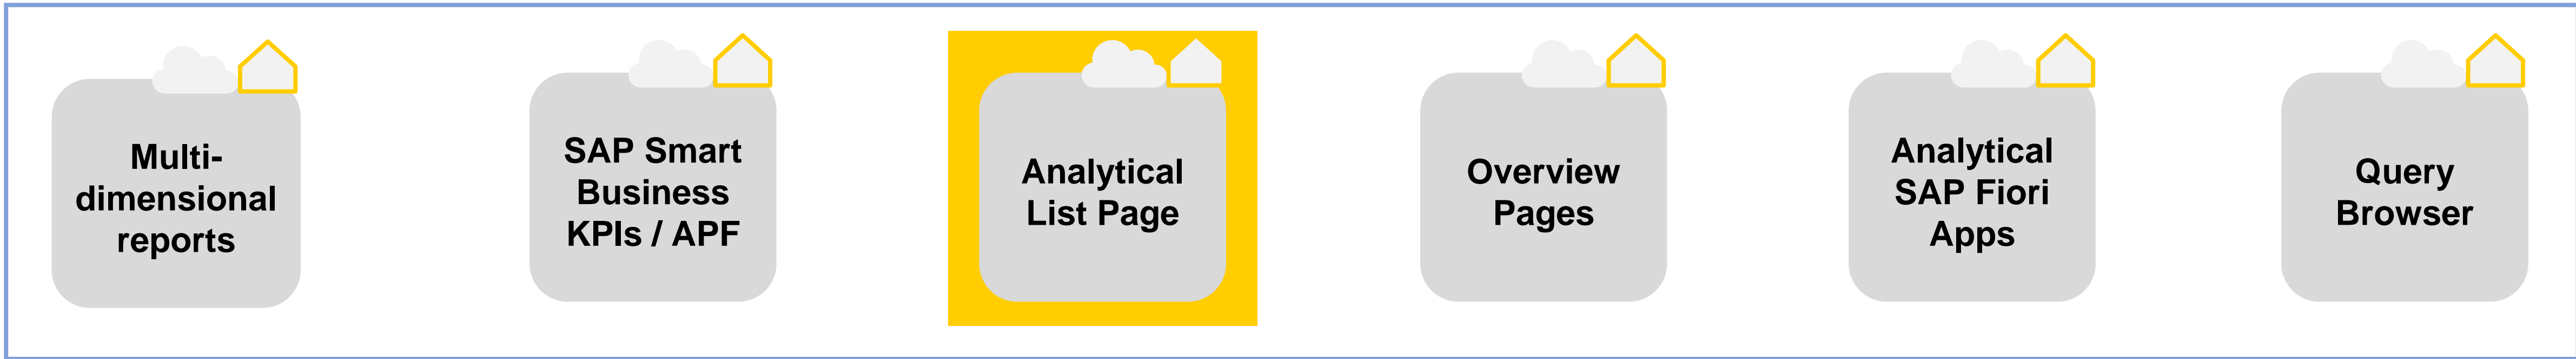 Multi-
dimensional
reports
SAP Smart
Business
KPIs / APF
Analytical
List Page
Overview
Pages
Analytical
SAP Fiori
Apps
Query
Browser